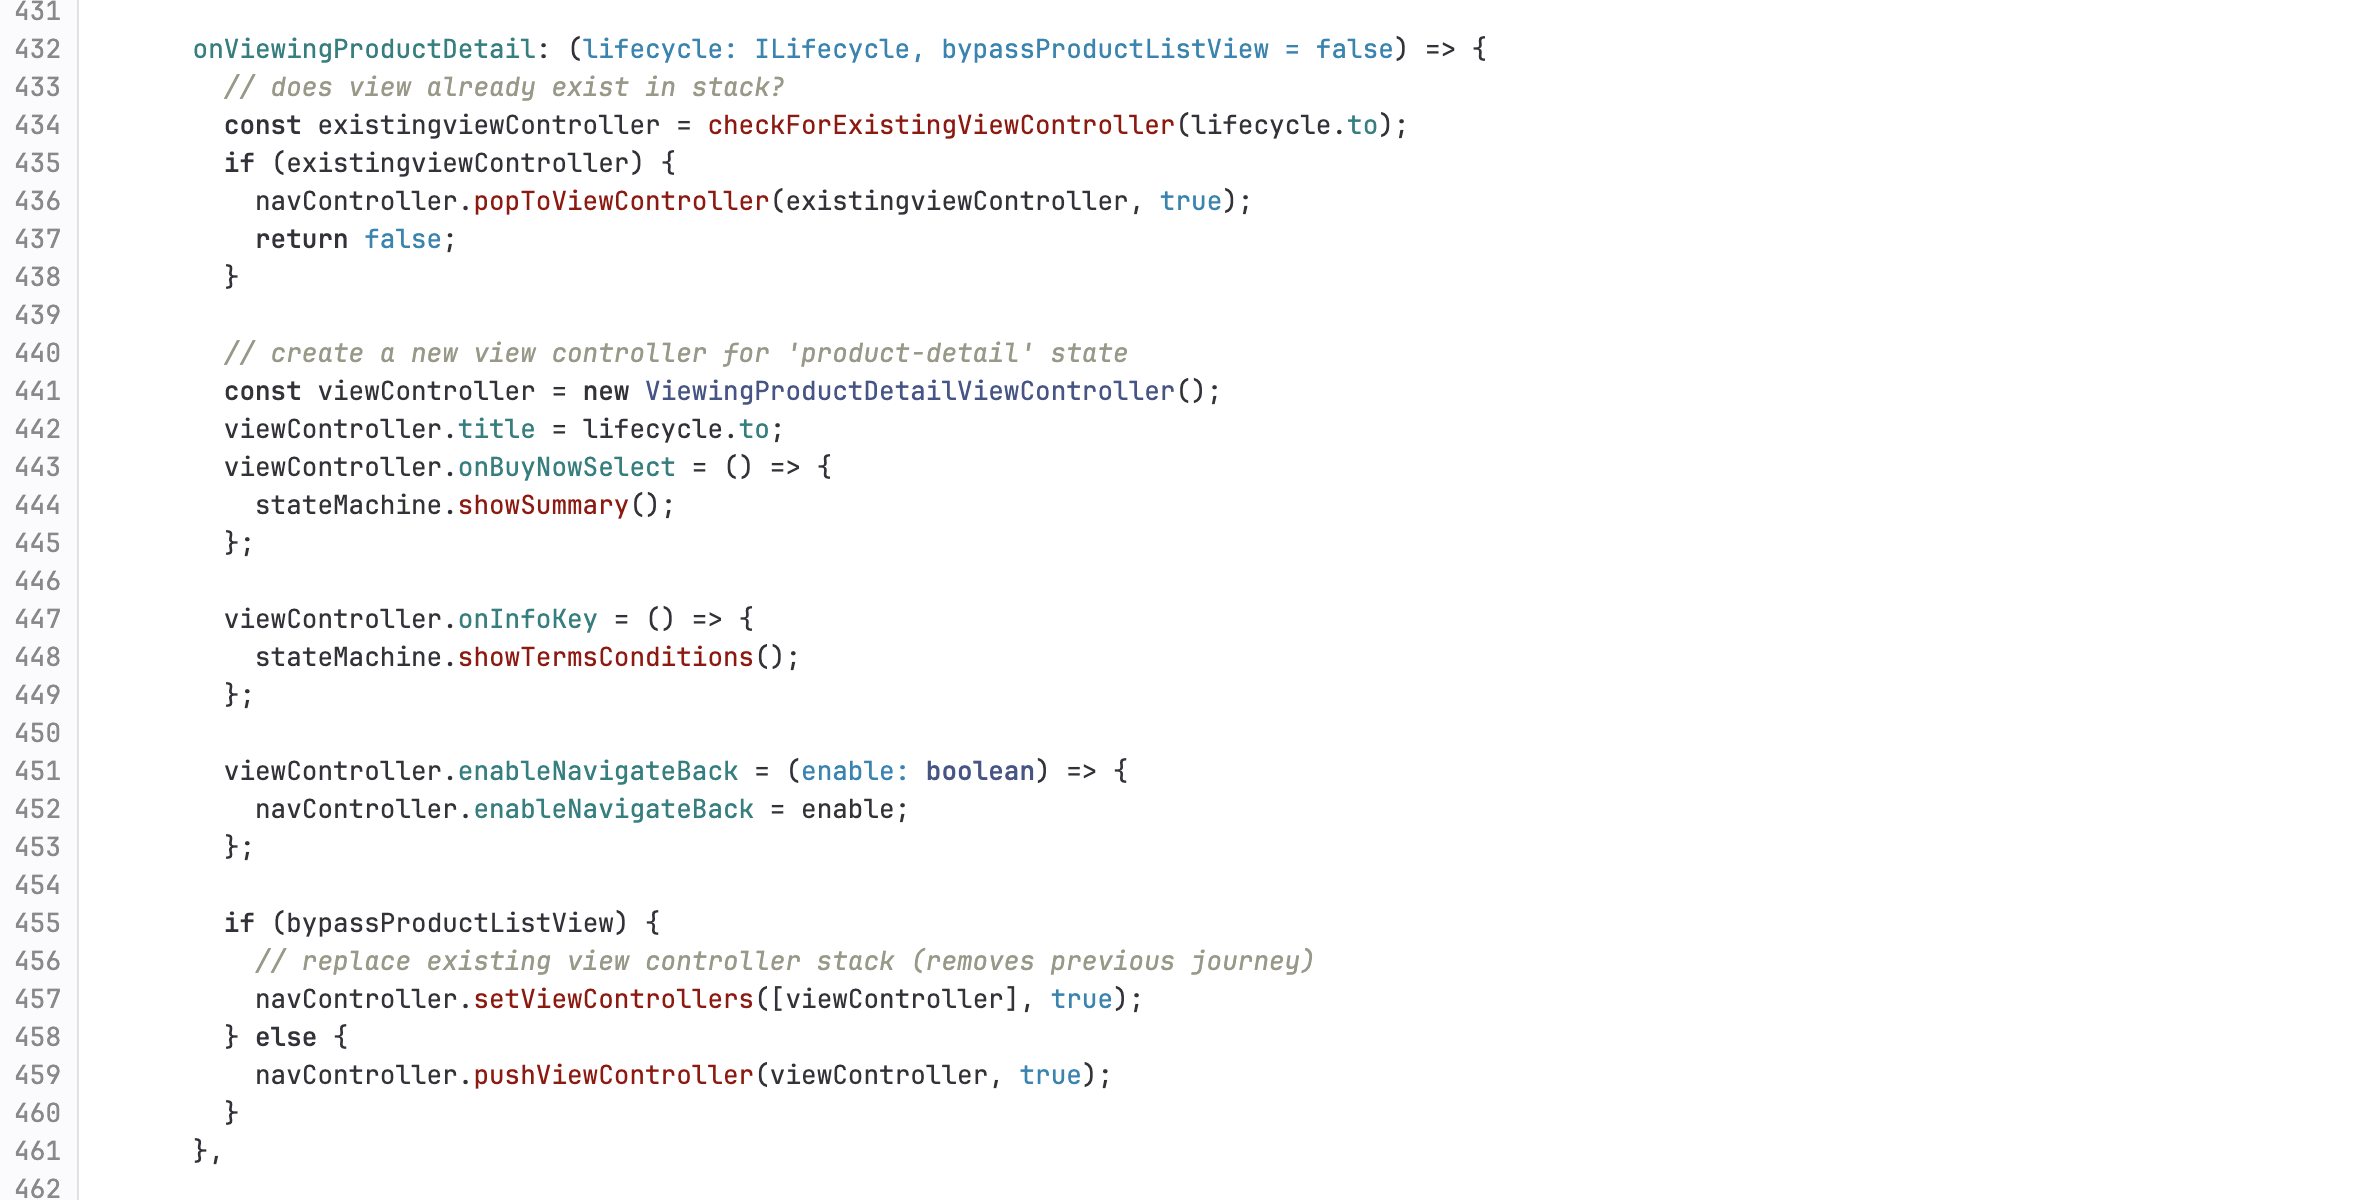 431
432 onViewingProductDetail: (lifecycle: ILifecycle, bypassProductListView = false) => {
433 // does view already exist in stack?
434 const existingviewController = checkForExistingViewController(lifecycle.to);
435 if (existingviewController) {
436 navController.popToViewController(existingviewController, true);
437 return false;
438 }
439
440 // create a new view controller for 'product-detail' state
441 const viewController = new ViewingProductDetailViewController();
442 viewController.title = lifecycle.to;
443 viewController.onBuyNowSelect = () => {
444 stateMachine.showSummary();
445 };
446
447 viewController.onInfoKey = () => {
448 stateMachine.showTermsConditions();
449 };
450
451 viewController.enableNavigateBack = (enable: boolean) => {
452 navController.enableNavigateBack = enable;
453 };
454
455 if (bypassProductListView) {
456 // replace existing view controller stack (removes previous journey)
457 navController.setViewControllers([viewController], true);
458 } else {
459 navController.pushViewController(viewController, true);
460 }
461 },
462